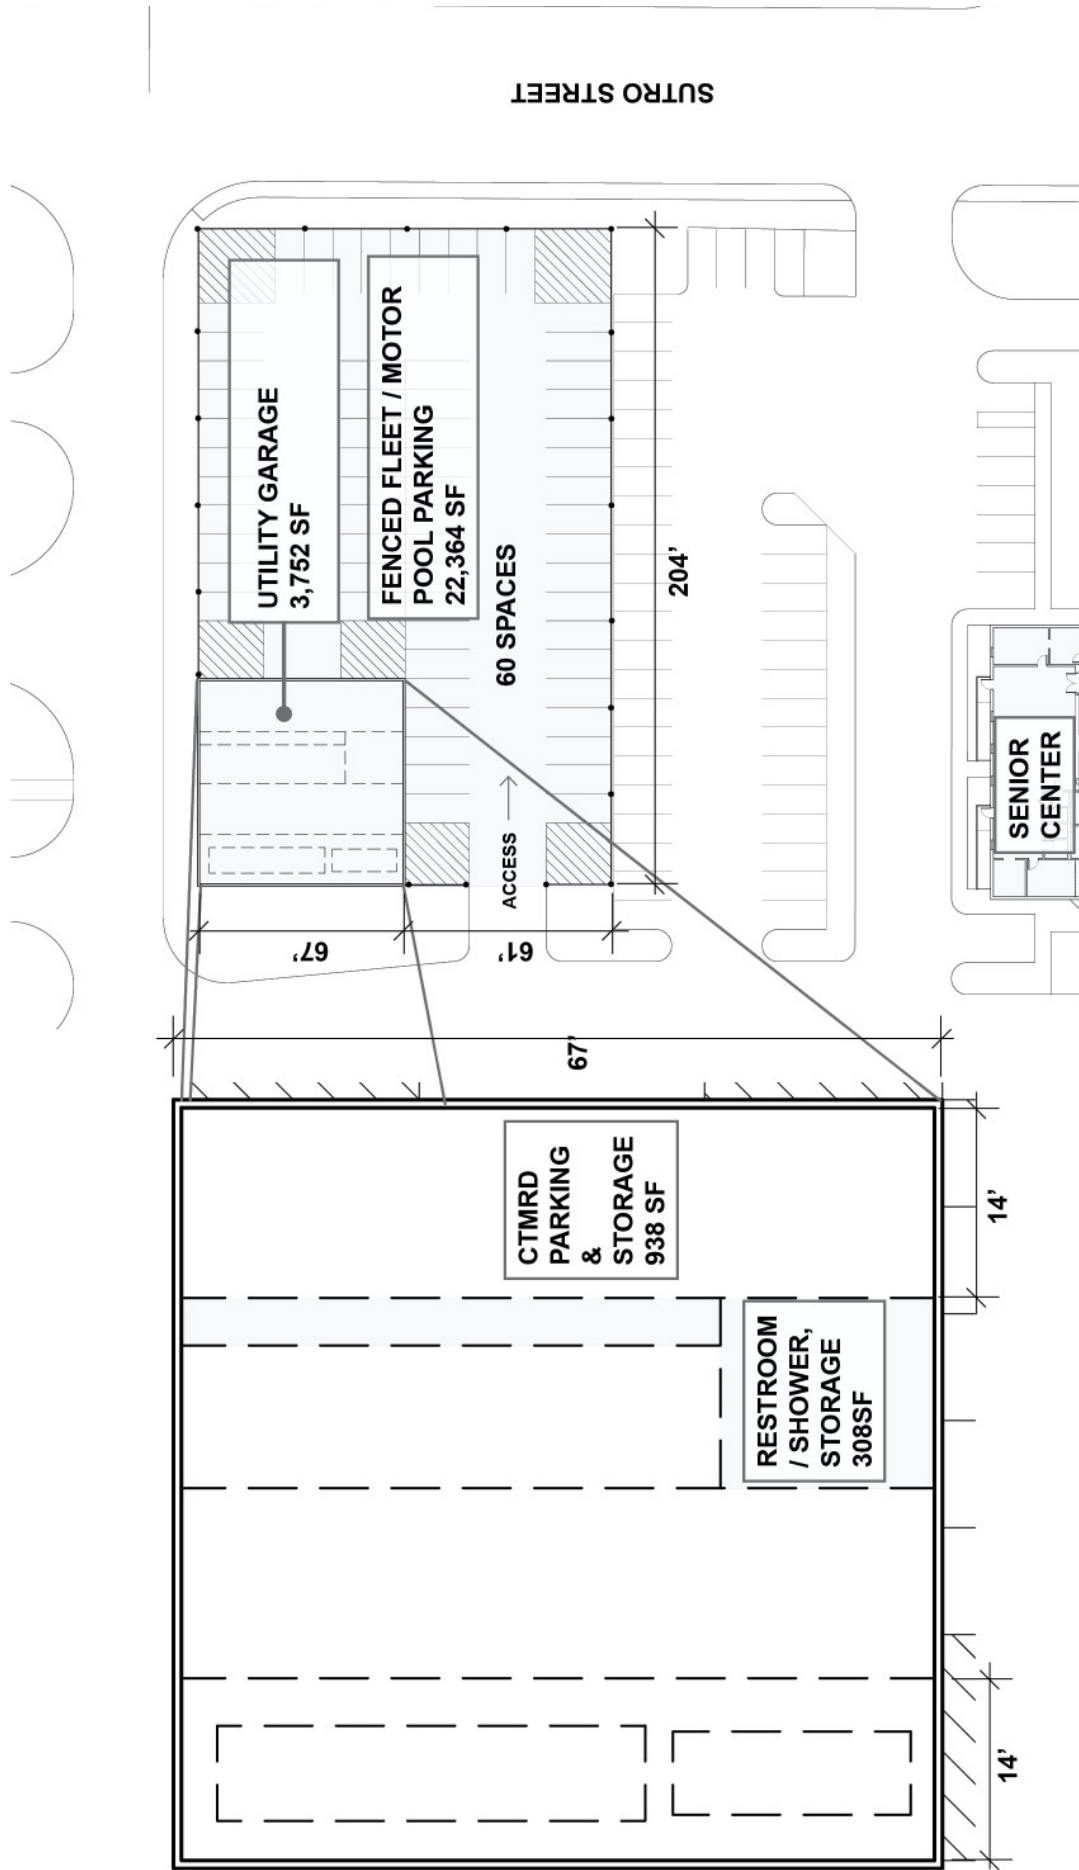 SUTRO STREET
UTILITY GARAGE
3,752 SF
FENCED FLEET / MOTOR
POOL PARKING
22,364 SF
60 SPACES
ACCESS
204'
67'
61'
SENIOR
CENTER
67'
CTMRD
PARKING
&
STORAGE
938 SF
14'
RESTROOM
/ SHOWER,
STORAGE
308SF
14'